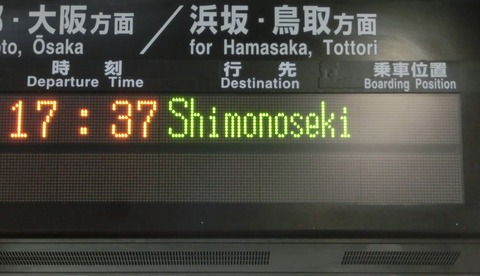 ・大阪方面 ／ 浜坂・鳥取方面
oto, Ōsaka for Hamasaka, Tottori
時刻 行先 乗車位置
Departure Time Destination Boarding Position
17:37 Shimonoseki